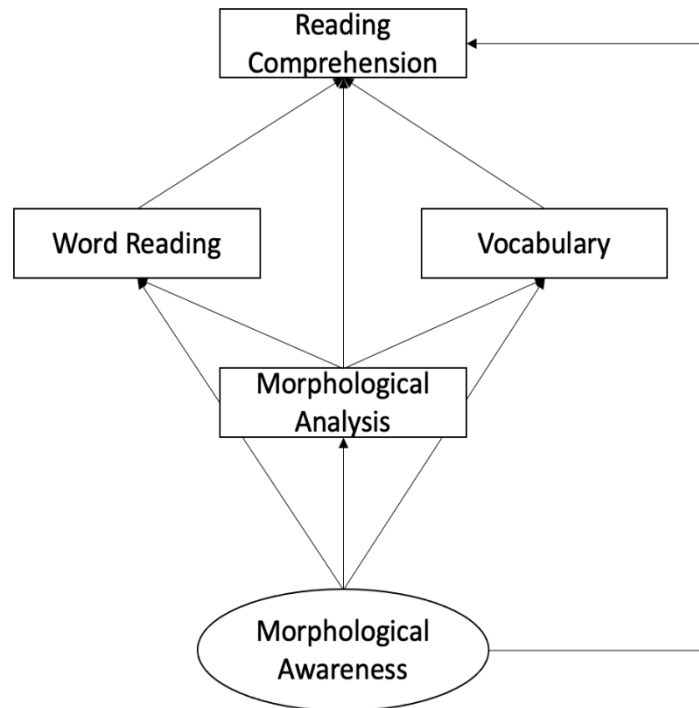 Reading
Comprehension
Word Reading
Vocabulary
Morphological
Analysis
Morphological
Awareness